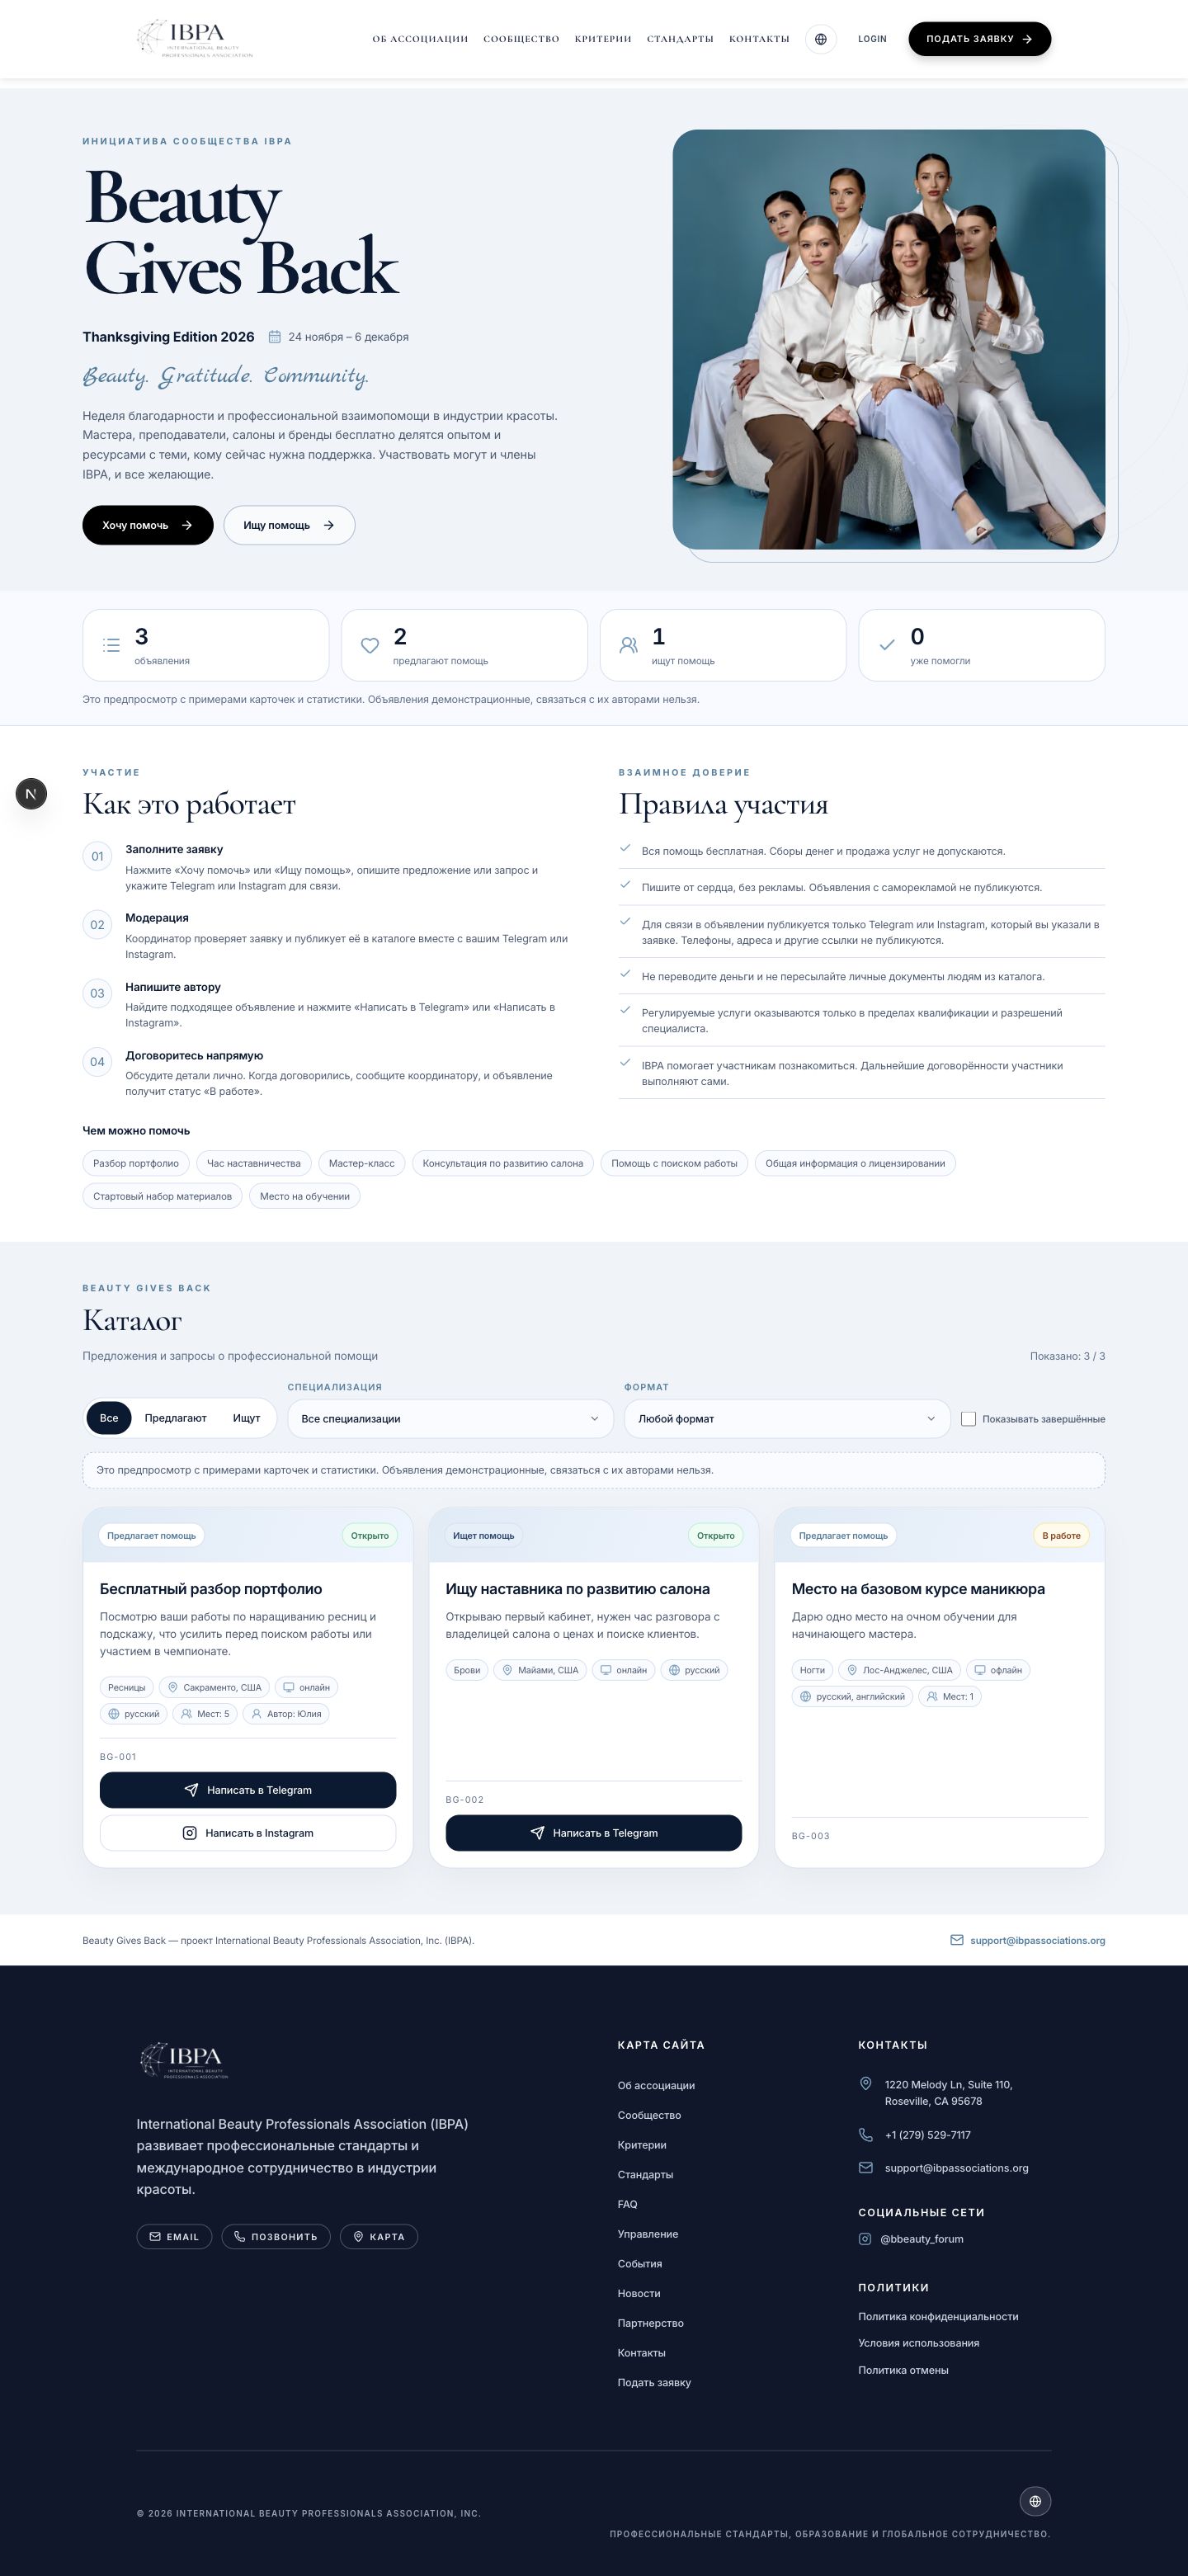 IBPA
INTERNATIONAL BEAUTY
PROFESSIONALS ASSOCIATION
ОБ АССОЦИАЦИИ
СООБЩЕСТВО
КРИТЕРИИ
СТАНДАРТЫ
КОНТАКТЫ
LOGIN
ПОДАТЬ ЗАЯВКУ
ИНИЦИАТИВА СООБЩЕСТВА IBPA
Beauty
Gives Back
Thanksgiving Edition 2026
24 ноября – 6 декабря
Beauty. Gratitude. Community.
Неделя благодарности и профессиональной взаимопомощи в индустрии красоты.
Мастера, преподаватели, салоны и бренды бесплатно делятся опытом и
ресурсами с теми, кому сейчас нужна поддержка. Участвовать могут и члены
IBPA, и все желающие.
Хочу помочь
Ищу помощь
3
объявления
2
предлагают помощь
1
ищут помощь
0
уже помогли
Это предпросмотр с примерами карточек и статистики. Объявления демонстрационные, связаться с их авторами нельзя.
N
УЧАСТИЕ
Как это работает
01
Заполните заявку
Нажмите «Хочу помочь» или «Ищу помощь», опишите предложение или запрос и
укажите Telegram или Instagram для связи.
02
Модерация
Координатор проверяет заявку и публикует её в каталоге вместе с вашим Telegram или
Instagram.
03
Напишите автору
Найдите подходящее объявление и нажмите «Написать в Telegram» или «Написать в
Instagram».
04
Договоритесь напрямую
Обсудите детали лично. Когда договорились, сообщите координатору, и объявление
получит статус «В работе».
ВЗАИМНОЕ ДОВЕРИЕ
Правила участия
Вся помощь бесплатная. Сборы денег и продажа услуг не допускаются.
Пишите от сердца, без рекламы. Объявления с саморекламой не публикуются.
Для связи в объявлении публикуется только Telegram или Instagram, который вы указали в
заявке. Телефоны, адреса и другие ссылки не публикуются.
Не переводите деньги и не пересылайте личные документы людям из каталога.
Регулируемые услуги оказываются только в пределах квалификации и разрешений
специалиста.
IBPA помогает участникам познакомиться. Дальнейшие договорённости участники
выполняют сами.
Чем можно помочь
Разбор портфолио
Час наставничества
Мастер-класс
Консультация по развитию салона
Помощь с поиском работы
Общая информация о лицензировании
Стартовый набор материалов
Место на обучении
BEAUTY GIVES BACK
Каталог
Предложения и запросы о профессиональной помощи
Показано: 3 / 3
Все
Предлагают
Ищут
СПЕЦИАЛИЗАЦИЯ
Все специализации
ФОРМАТ
Любой формат
Показывать завершённые
Это предпросмотр с примерами карточек и статистики. Объявления демонстрационные, связаться с их авторами нельзя.
Предлагает помощь
Открыто
Бесплатный разбор портфолио
Посмотрю ваши работы по наращиванию ресниц и
подскажу, что усилить перед поиском работы или
участием в чемпионате.
Ресницы
Сакраменто, США
онлайн
русский
Мест: 5
Автор: Юлия
BG-001
Написать в Telegram
Написать в Instagram
Ищет помощь
Открыто
Ищу наставника по развитию салона
Открываю первый кабинет, нужен час разговора с
владелицей салона о ценах и поиске клиентов.
Брови
Майами, США
онлайн
русский
BG-002
Написать в Telegram
Предлагает помощь
В работе
Место на базовом курсе маникюра
Дарю одно место на очном обучении для
начинающего мастера.
Ногти
Лос-Анджелес, США
офлайн
русский, английский
Мест: 1
BG-003
Beauty Gives Back — проект International Beauty Professionals Association, Inc. (IBPA).
support@ibpassociations.org
IBPA
INTERNATIONAL BEAUTY
PROFESSIONALS ASSOCIATION
International Beauty Professionals Association (IBPA)
развивает профессиональные стандарты и
международное сотрудничество в индустрии
красоты.
EMAIL
ПОЗВОНИТЬ
КАРТА
КАРТА САЙТА
Об ассоциации
Сообщество
Критерии
Стандарты
FAQ
Управление
События
Новости
Партнерство
Контакты
Подать заявку
КОНТАКТЫ
1220 Melody Ln, Suite 110,
Roseville, CA 95678
+1 (279) 529-7117
support@ibpassociations.org
СОЦИАЛЬНЫЕ СЕТИ
@bbeauty_forum
ПОЛИТИКИ
Политика конфиденциальности
Условия использования
Политика отмены
© 2026 INTERNATIONAL BEAUTY PROFESSIONALS ASSOCIATION, INC.
ПРОФЕССИОНАЛЬНЫЕ СТАНДАРТЫ, ОБРАЗОВАНИЕ И ГЛОБАЛЬНОЕ СОТРУДНИЧЕСТВО.